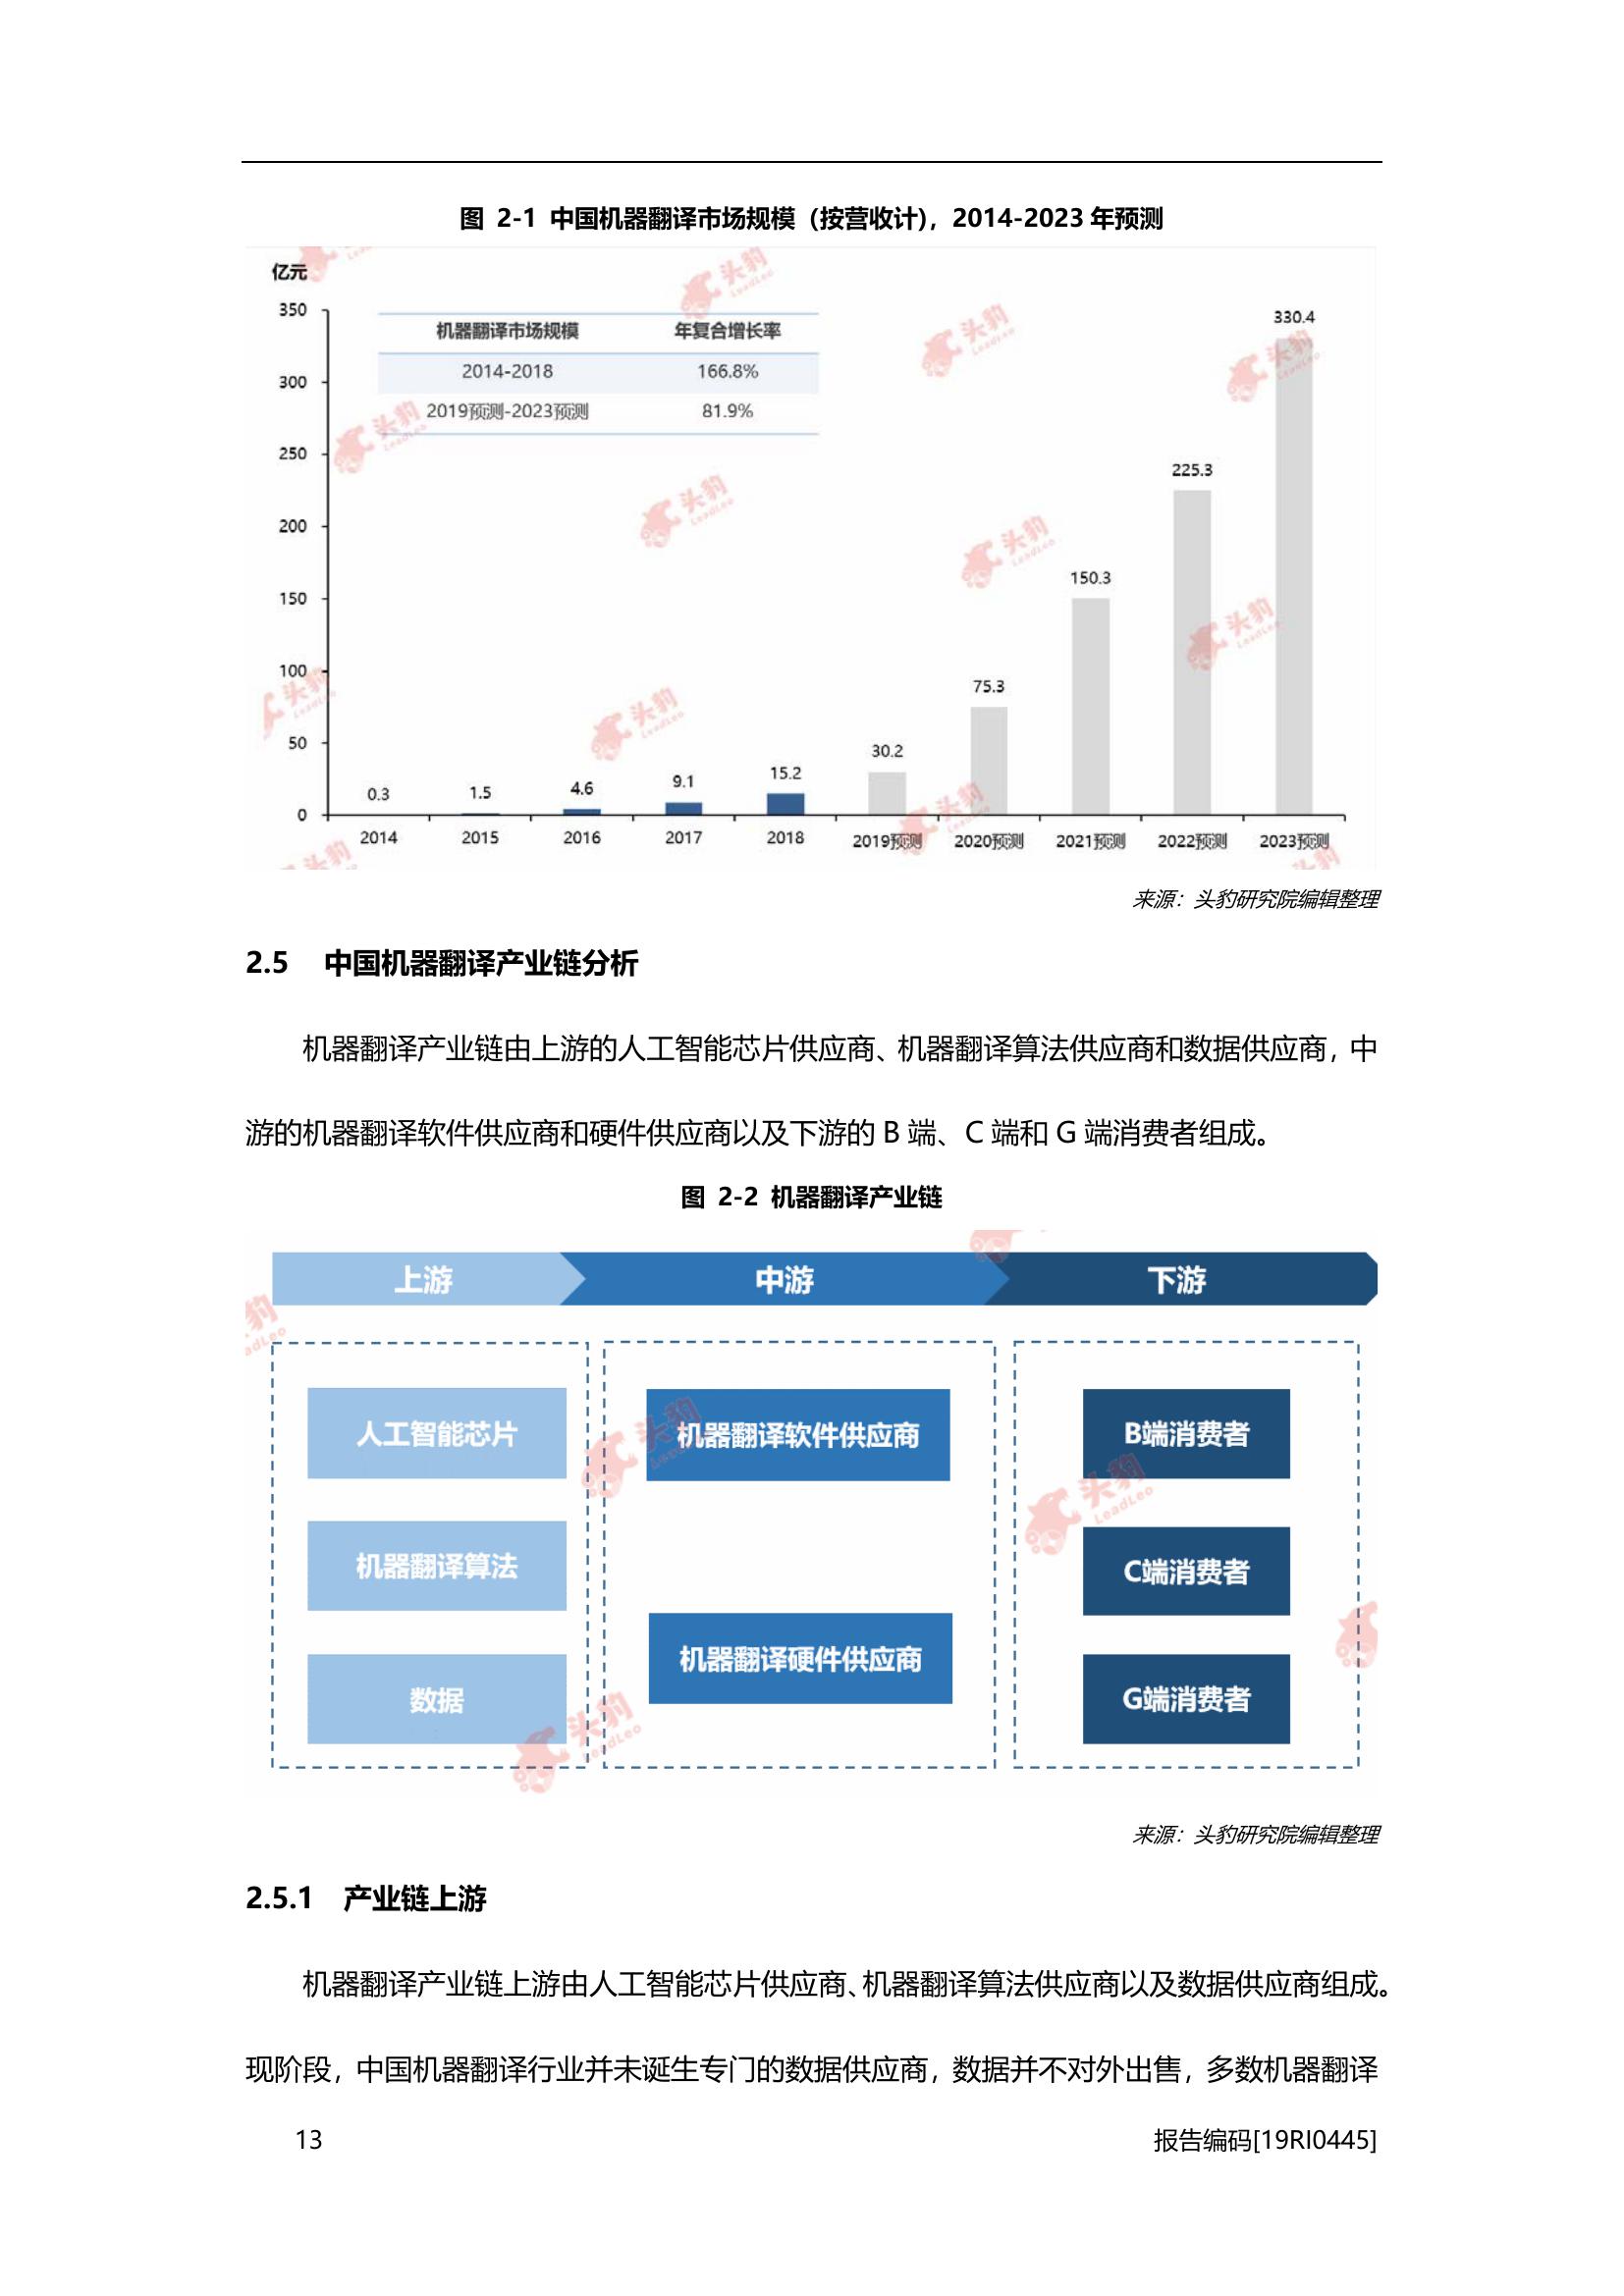 图 2-1 中国机器翻译市场规模（按营收计），2014-2023 年预测
亿元
350
300
250
200
150
100
50
0
机器翻译市场规模 年复合增长率
2014-2018 166.8%
2019预测-2023预测 81.9%
0.3 1.5 4.6 9.1 15.2 30.2 75.3 150.3 225.3 330.4
2014 2015 2016 2017 2018 2019预测 2020预测 2021预测 2022预测 2023预测
来源：头豹研究院编辑整理
2.5 中国机器翻译产业链分析
机器翻译产业链由上游的人工智能芯片供应商、机器翻译算法供应商和数据供应商，中
游的机器翻译软件供应商和硬件供应商以及下游的 B 端、C 端和 G 端消费者组成。
图 2-2 机器翻译产业链
上游 中游 下游
人工智能芯片 机器翻译软件供应商 B端消费者
机器翻译算法 C端消费者
机器翻译硬件供应商
数据 G端消费者
头豹 LeadLeo
来源：头豹研究院编辑整理
2.5.1 产业链上游
机器翻译产业链上游由人工智能芯片供应商、机器翻译算法供应商以及数据供应商组成。
现阶段，中国机器翻译行业并未诞生专门的数据供应商，数据并不对外出售，多数机器翻译
13 报告编码[19RI0445]